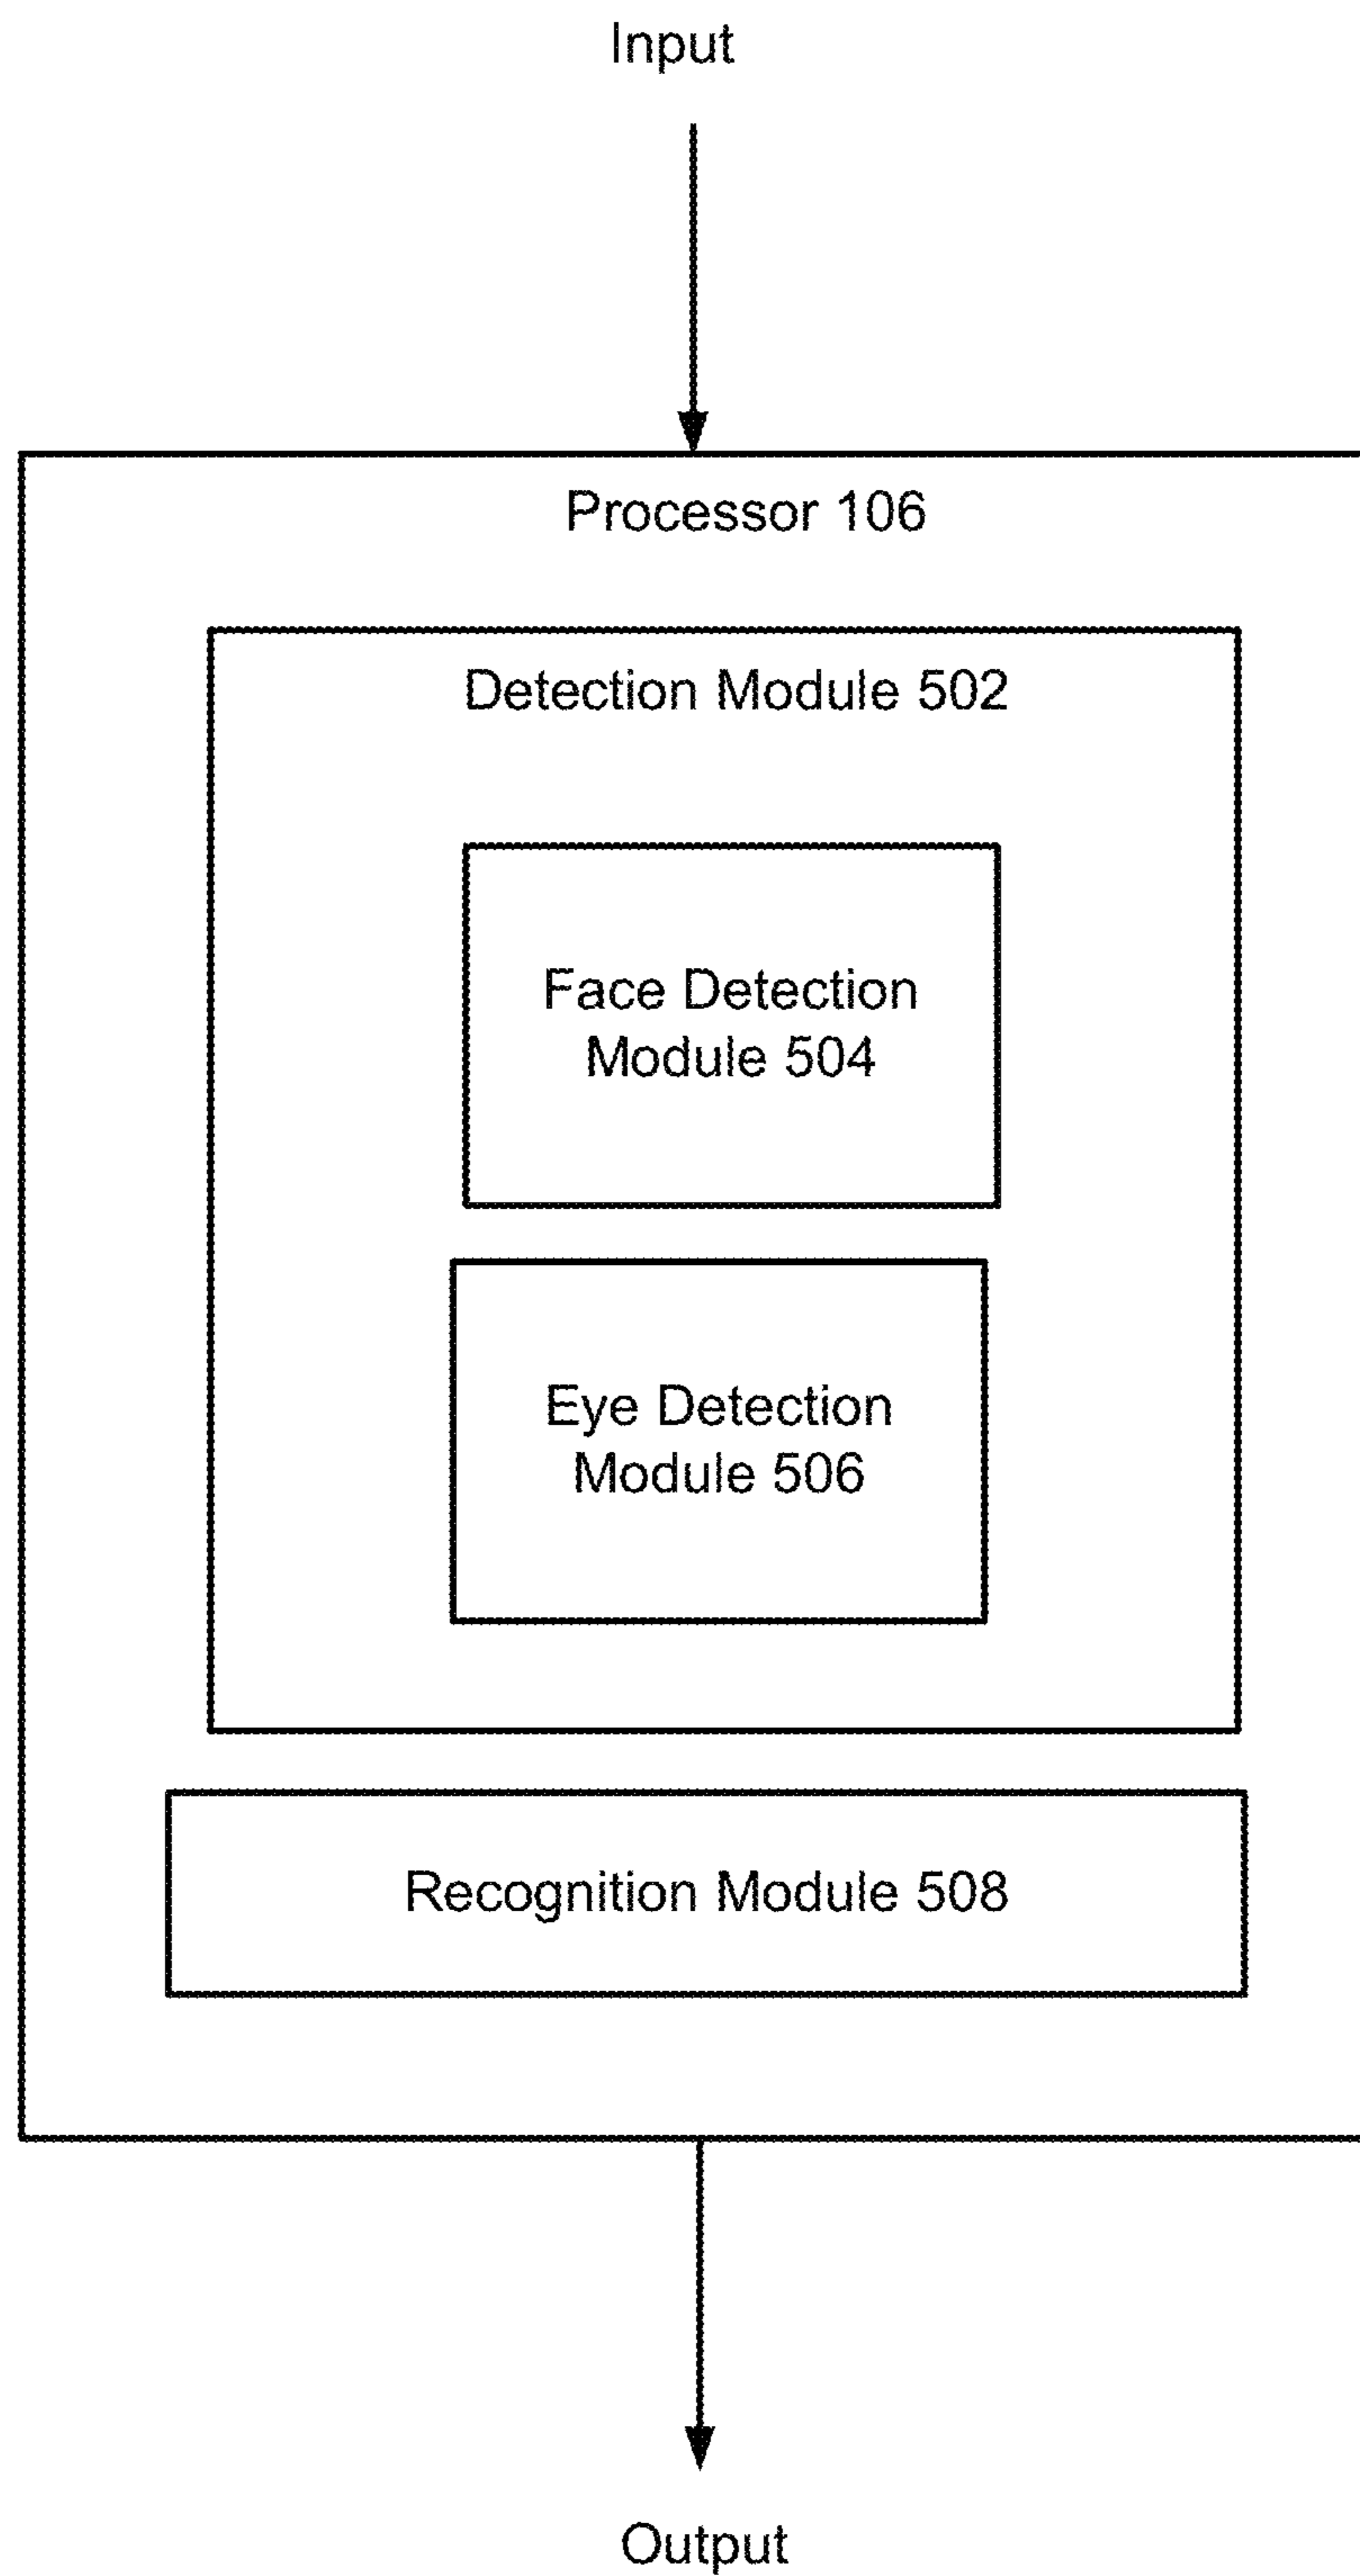 Input
Processor 106
Detection Module 502
Face Detection
Module 504
Eye Detection
Module 506
Recognition Module 508
Output